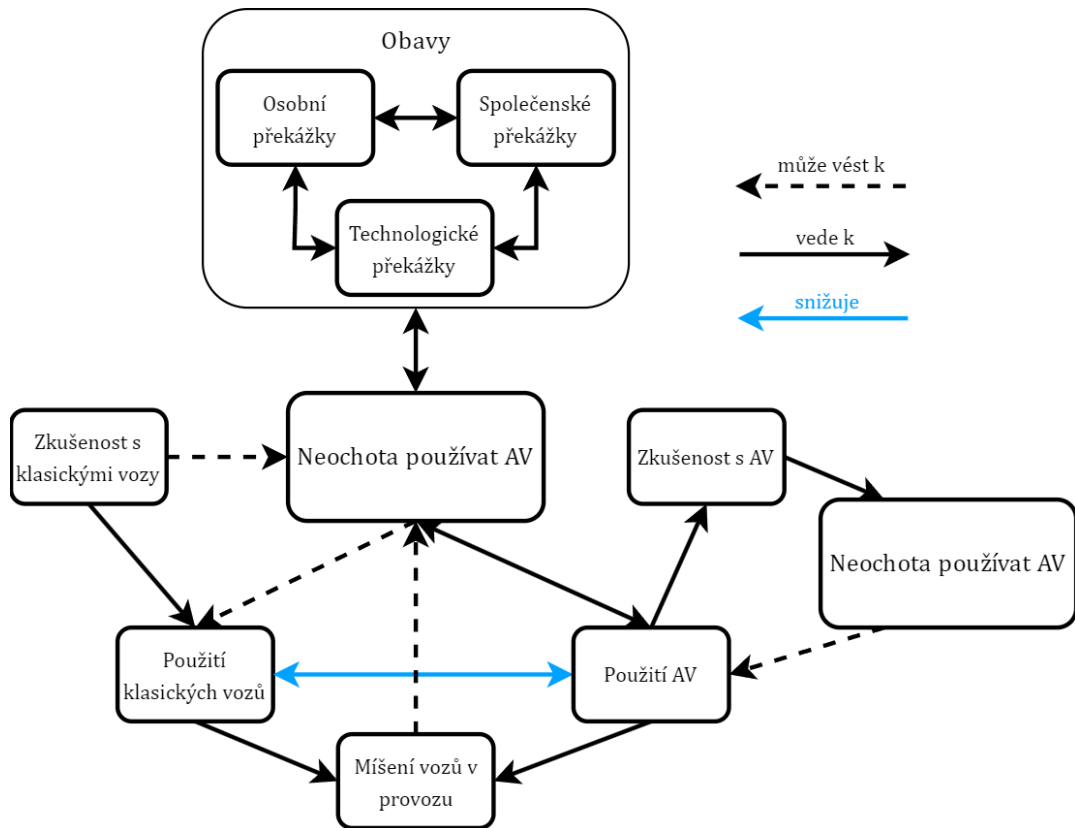 Obavy
Osobní
překážky
Společenské
překážky
Technologické
překážky
může vést k
vede k
snižuje
Zkušenost s
klasickými vozy
Neochota používat AV
Zkušenost s AV
Neochota používat AV
Použití
klasických vozů
Použití AV
Míšení vozů v
provozu